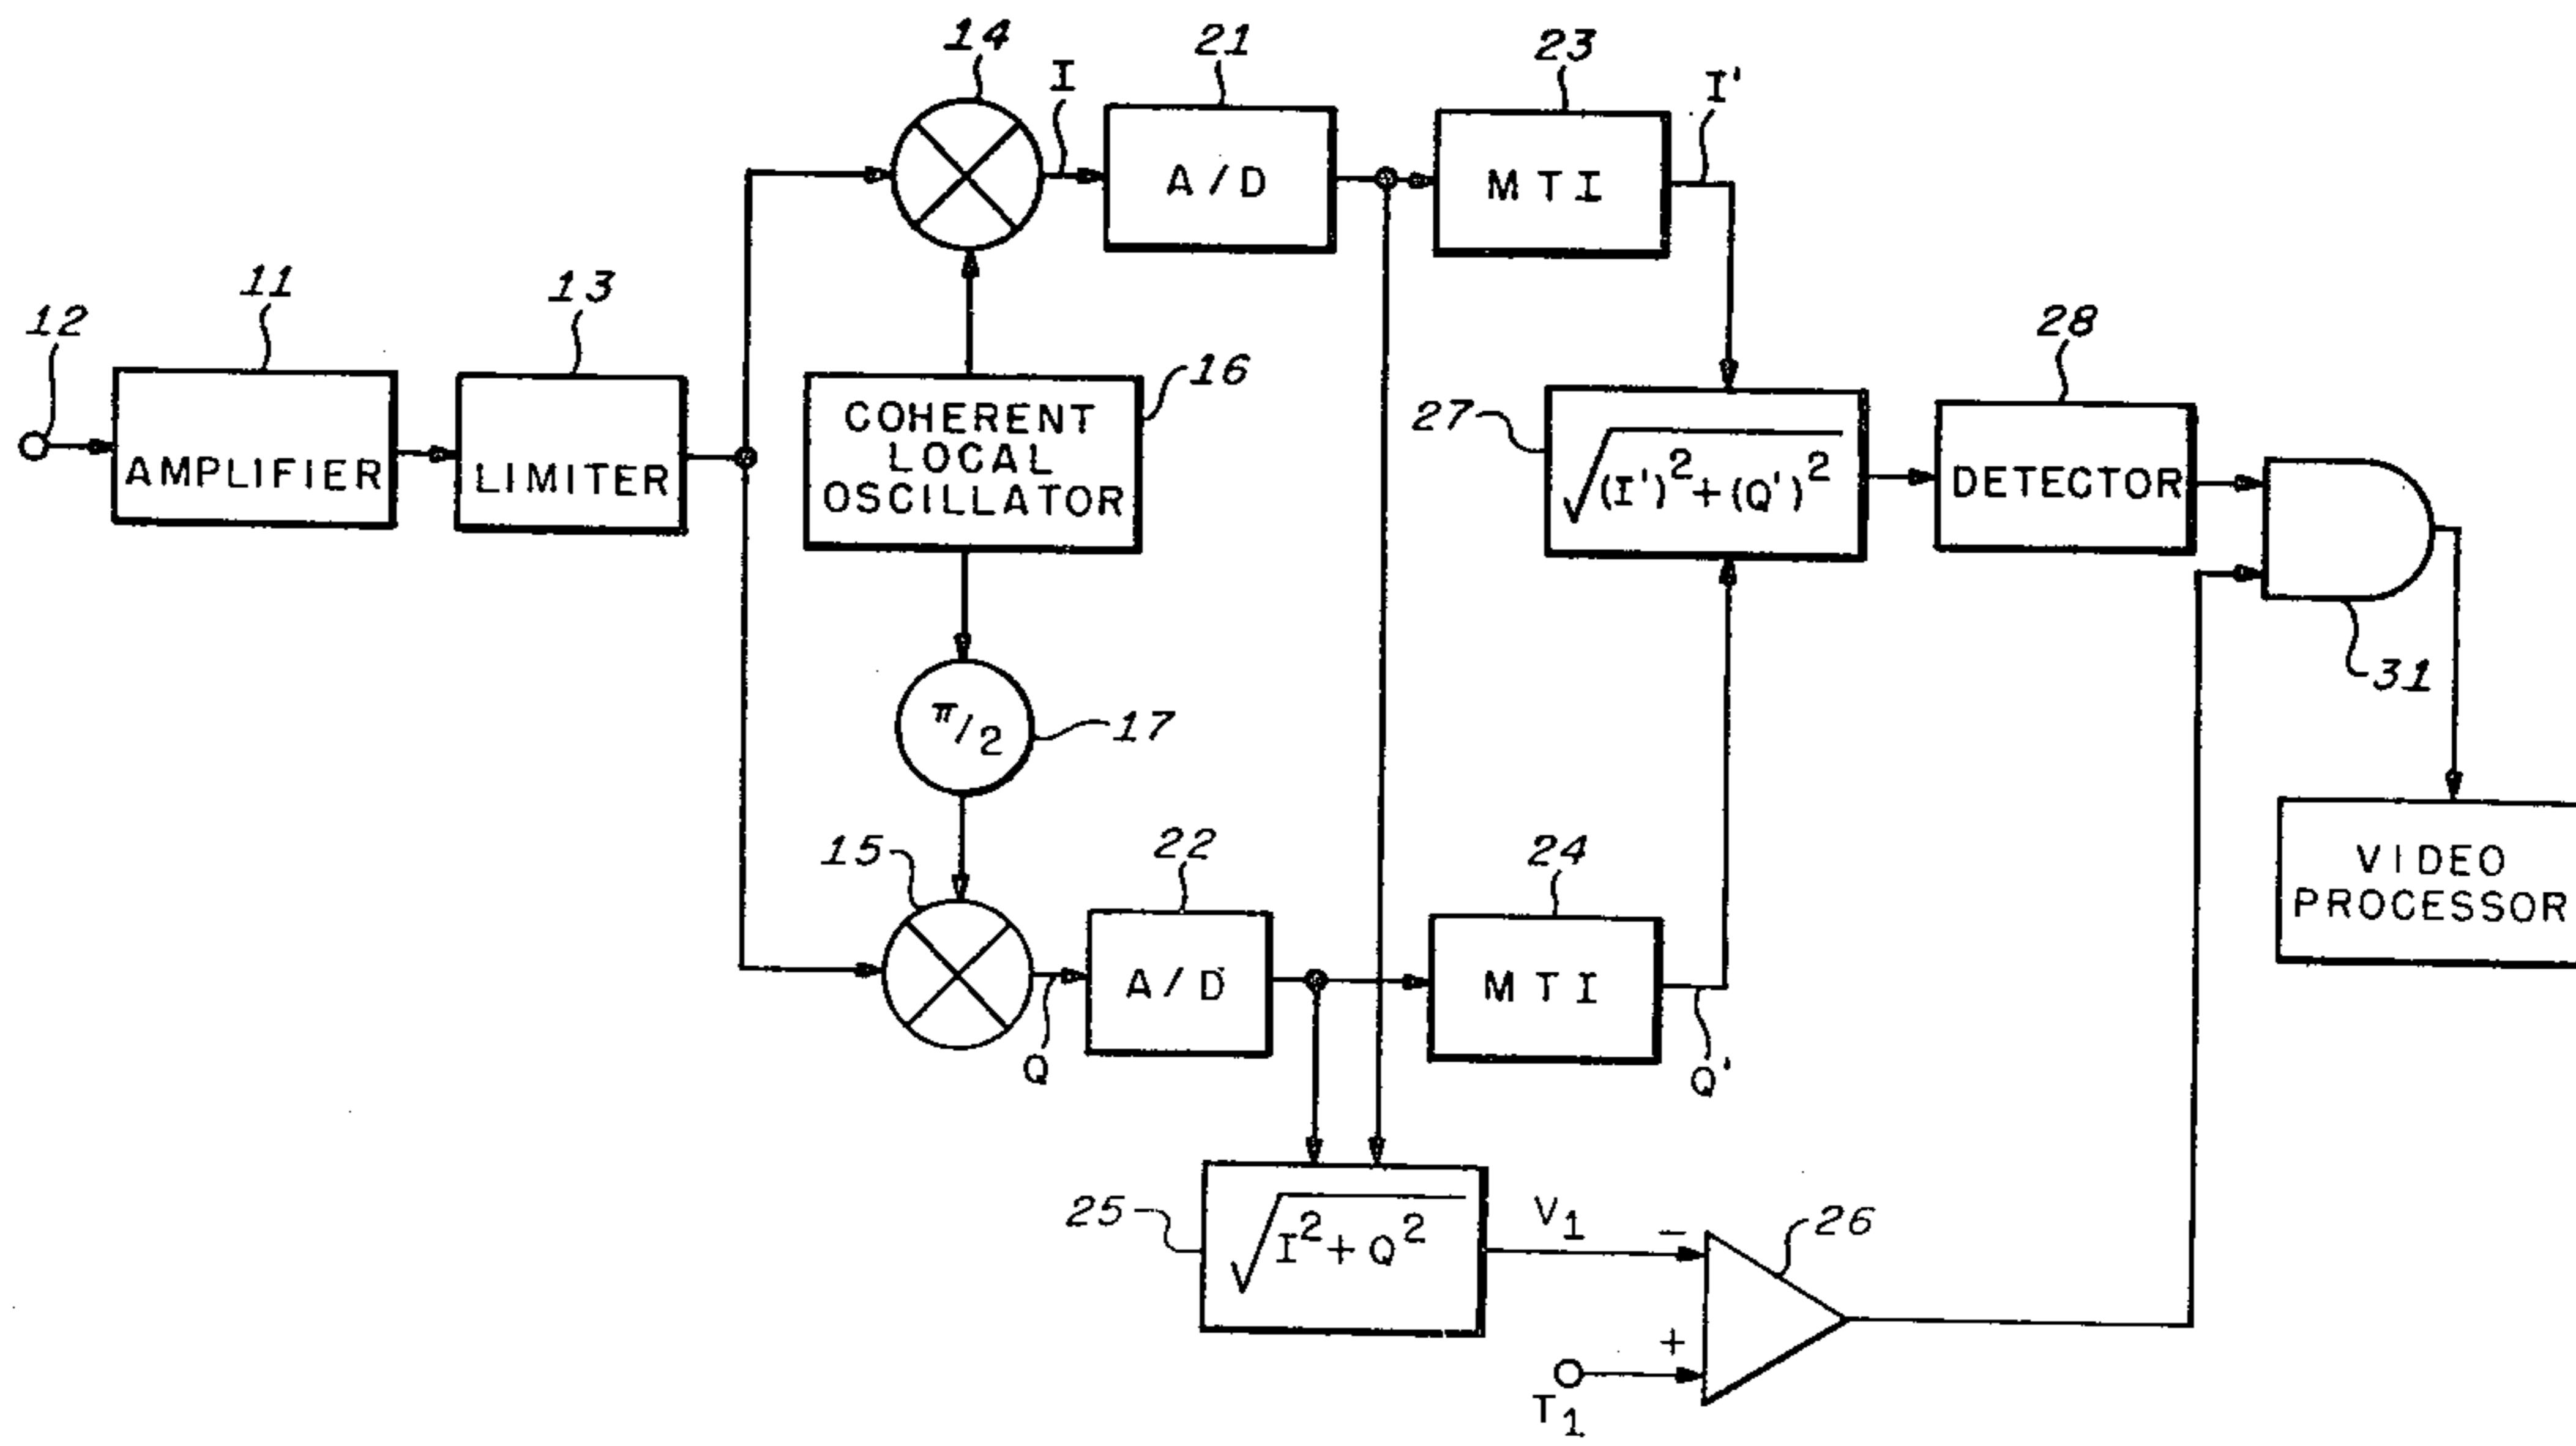 14
I
21
23
I'
A/D
MTI
12
11
13
16
28
AMPLIFIER
LIMITER
COHERENT
LOCAL
OSCILLATOR
27
√(I')²+(Q')²
DETECTOR
31
π/2
17
15
22
24
VIDEO
PROCESSOR
A/D
MTI
Q
Q'
25
√I²+Q²
V₁
−
26
+
T₁